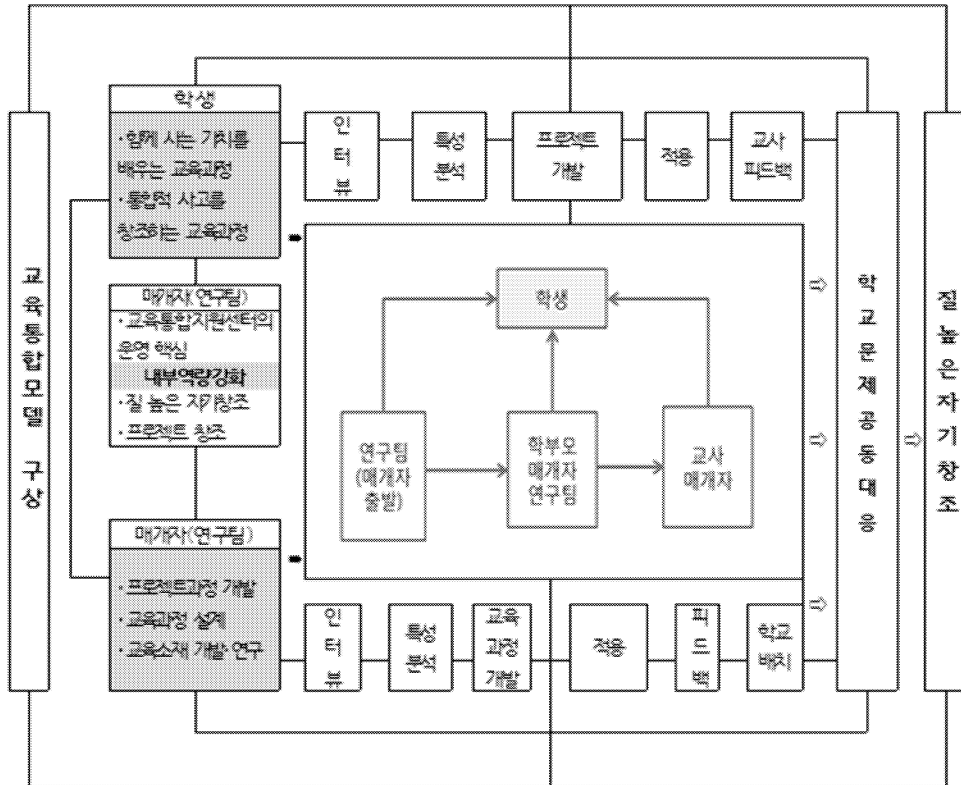 교육통합모델 구상
학생
· 함께 사는 가치를
배우는 교육과정
· 통합적 사고를
창조하는 교육과정
매개자(연구팀)
· 교육통합지원센터의
운영 핵심
내부역량강화
· 질 높은 자기창조
· 프로젝트 창조
매개자(연구팀)
· 프로젝트과정 개발
· 교육과정 설계
· 교육소재 개발·연구
인
터
뷰
특성
분석
프로젝트
개발
적용
교사
피드백
학생
연구팀
(매개자
출발)
학부모
매개자
연구팀
교사
매개자
인
터
뷰
특성
분석
교육
과정
개발
적용
피
드
백
학교
배치
학교문제공동대응
질높은자기창조